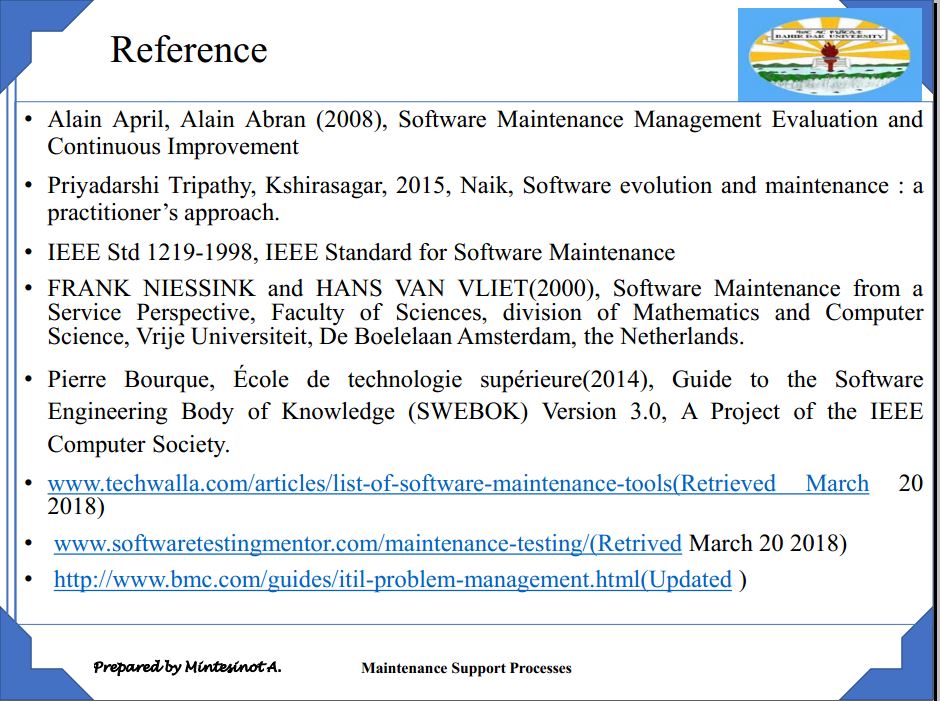 Reference
BAHIR DAR UNIVERSITY
• Alain April, Alain Abran (2008), Software Maintenance Management Evaluation and
Continuous Improvement
• Priyadarshi Tripathy, Kshirasagar, 2015, Naik, Software evolution and maintenance : a
practitioner’s approach.
• IEEE Std 1219-1998, IEEE Standard for Software Maintenance
• FRANK NIESSINK and HANS VAN VLIET(2000), Software Maintenance from a
Service Perspective, Faculty of Sciences, division of Mathematics and Computer
Science, Vrije Universiteit, De Boelelaan Amsterdam, the Netherlands.
• Pierre Bourque, École de technologie supérieure(2014), Guide to the Software
Engineering Body of Knowledge (SWEBOK) Version 3.0, A Project of the IEEE
Computer Society.
• www.techwalla.com/articles/list-of-software-maintenance-tools(Retrieved March 20
2018)
• www.softwaretestingmentor.com/maintenance-testing/(Retrived March 20 2018)
• http://www.bmc.com/guides/itil-problem-management.html(Updated )
Prepared by Mintesinot A.
Maintenance Support Processes